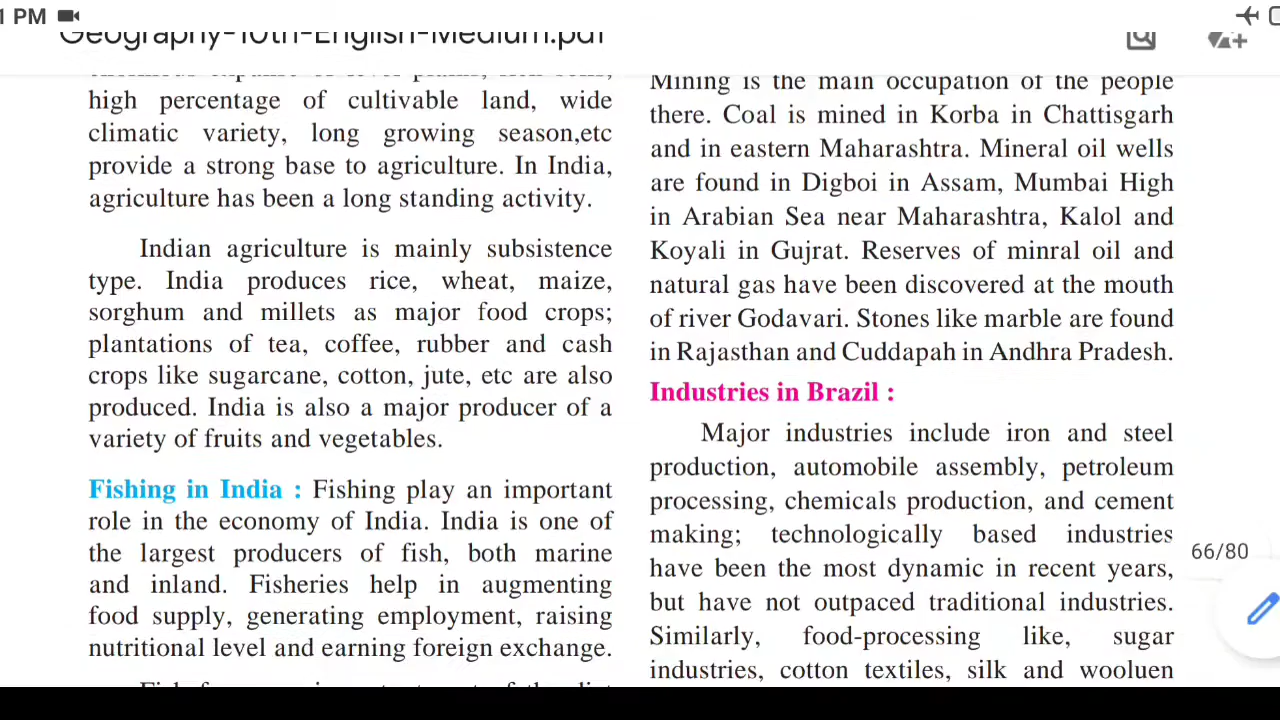 1 PM
Geography-10th-English-Medium.pdf
high percentage of cultivable land, wide
climatic variety, long growing season,etc
provide a strong base to agriculture. In India,
agriculture has been a long standing activity.
Indian agriculture is mainly subsistence
type. India produces rice, wheat, maize,
sorghum and millets as major food crops;
plantations of tea, coffee, rubber and cash
crops like sugarcane, cotton, jute, etc are also
produced. India is also a major producer of a
variety of fruits and vegetables.
Fishing in India : Fishing play an important
role in the economy of India. India is one of
the largest producers of fish, both marine
and inland. Fisheries help in augmenting
food supply, generating employment, raising
nutritional level and earning foreign exchange.
Mining is the main occupation of the people
there. Coal is mined in Korba in Chattisgarh
and in eastern Maharashtra. Mineral oil wells
are found in Digboi in Assam, Mumbai High
in Arabian Sea near Maharashtra, Kalol and
Koyali in Gujrat. Reserves of minral oil and
natural gas have been discovered at the mouth
of river Godavari. Stones like marble are found
in Rajasthan and Cuddapah in Andhra Pradesh.
Industries in Brazil :
Major industries include iron and steel
production, automobile assembly, petroleum
processing, chemicals production, and cement
making; technologically based industries
have been the most dynamic in recent years,
but have not outpaced traditional industries.
Similarly, food-processing like, sugar
industries, cotton textiles, silk and wooluen
66/80